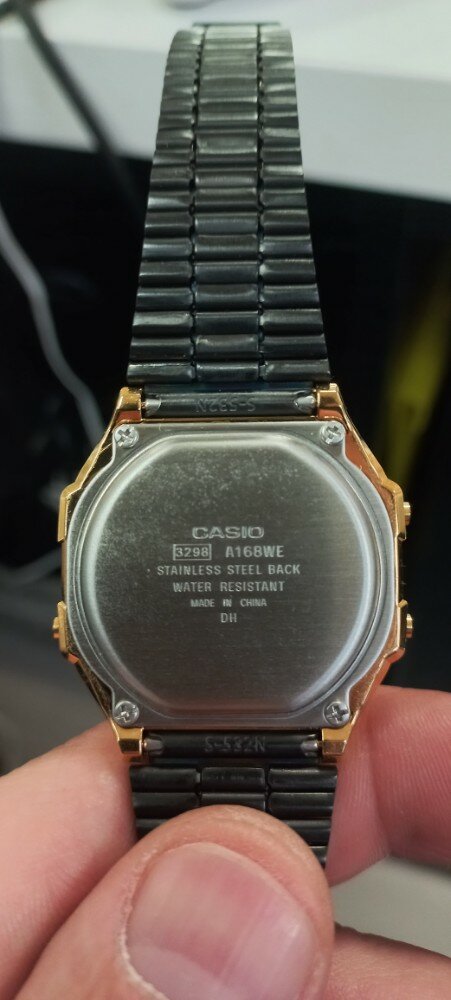 S-532N
CASIO
3298 A168WE
STAINLESS STEEL BACK
WATER RESISTANT
MADE IN CHINA
DH
S-532N